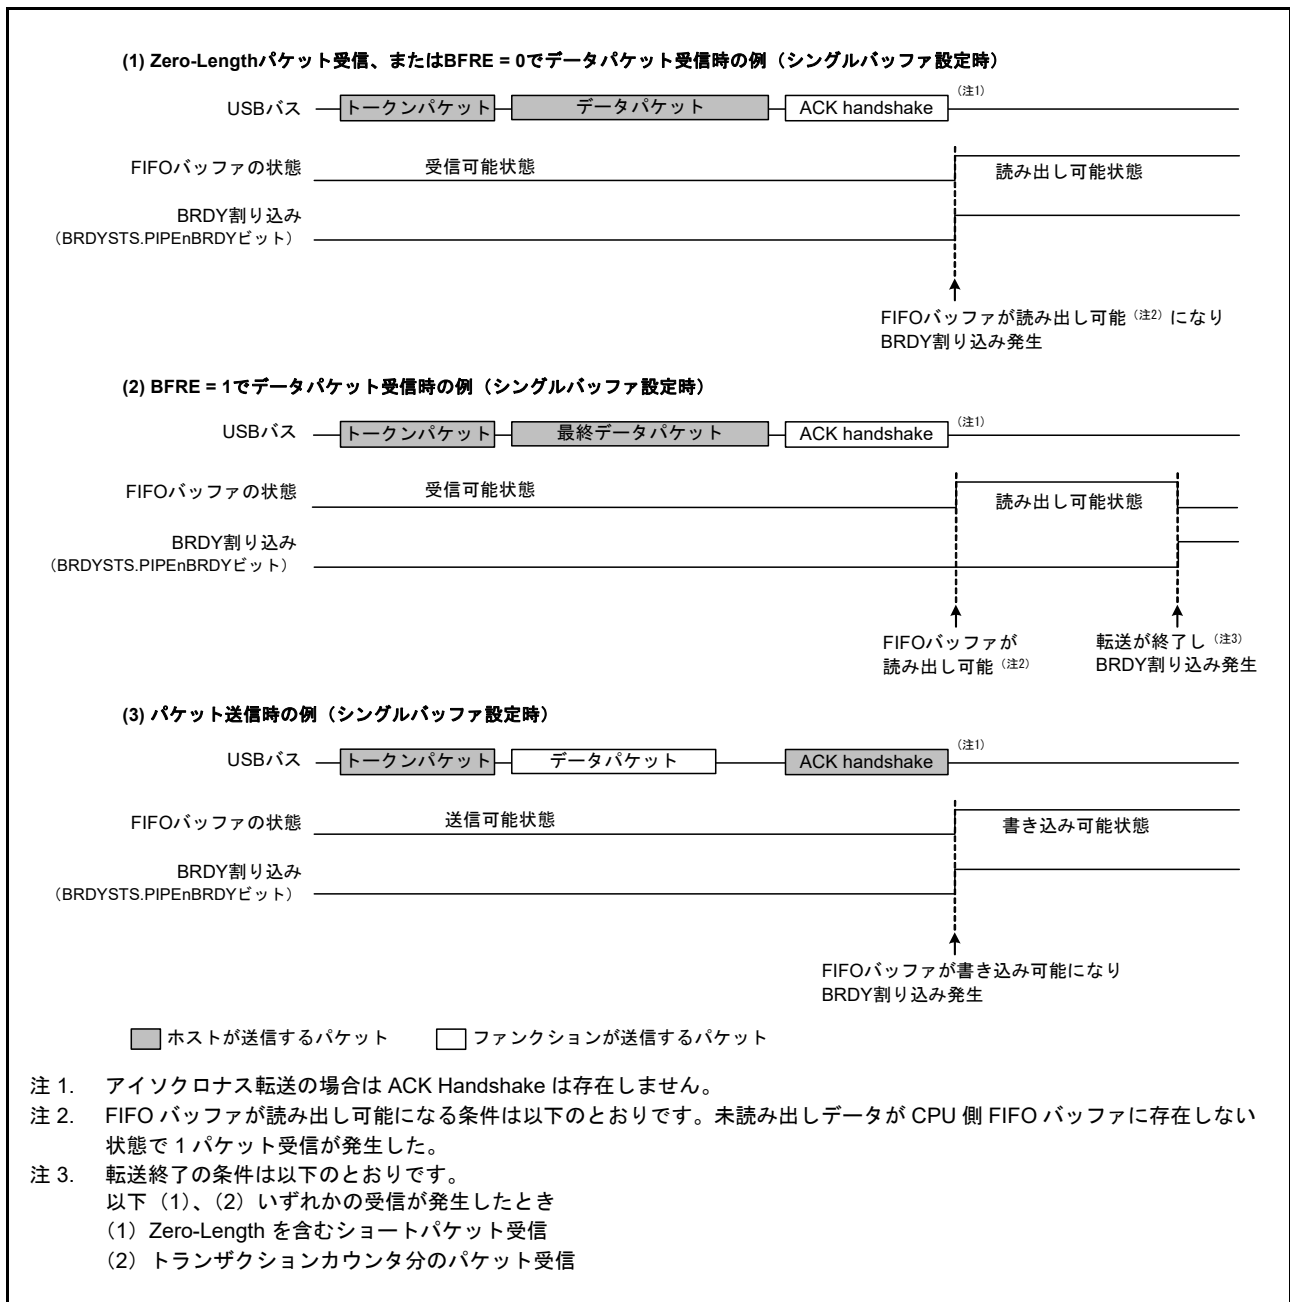 (1) Zero-Lengthパケット受信、またはBFRE = 0でデータパケット受信時の例（シングルバッファ設定時）
USBバス トークンパケット データパケット ACK handshake （注1）
FIFOバッファの状態 受信可能状態 読み出し可能状態
BRDY割り込み
（BRDYSTS.PIPEnBRDYビット）
FIFOバッファが読み出し可能（注2）になり
BRDY割り込み発生
(2) BFRE = 1でデータパケット受信時の例（シングルバッファ設定時）
USBバス トークンパケット 最終データパケット ACK handshake （注1）
FIFOバッファの状態 受信可能状態 読み出し可能状態
BRDY割り込み
（BRDYSTS.PIPEnBRDYビット）
FIFOバッファが
読み出し可能（注2）
転送が終了し（注3）
BRDY割り込み発生
(3) パケット送信時の例（シングルバッファ設定時）
USBバス トークンパケット データパケット ACK handshake （注1）
FIFOバッファの状態 送信可能状態 書き込み可能状態
BRDY割り込み
（BRDYSTS.PIPEnBRDYビット）
FIFOバッファが書き込み可能になり
BRDY割り込み発生
ホストが送信するパケット ファンクションが送信するパケット
注 1. アイソクロナス転送の場合は ACK Handshake は存在しません。
注 2. FIFO バッファが読み出し可能になる条件は以下のとおりです。未読み出しデータが CPU 側 FIFO バッファに存在しない
状態で 1 パケット受信が発生した。
注 3. 転送終了の条件は以下のとおりです。
以下（1）、（2）いずれかの受信が発生したとき
（1）Zero-Length を含むショートパケット受信
（2）トランザクションカウンタ分のパケット受信